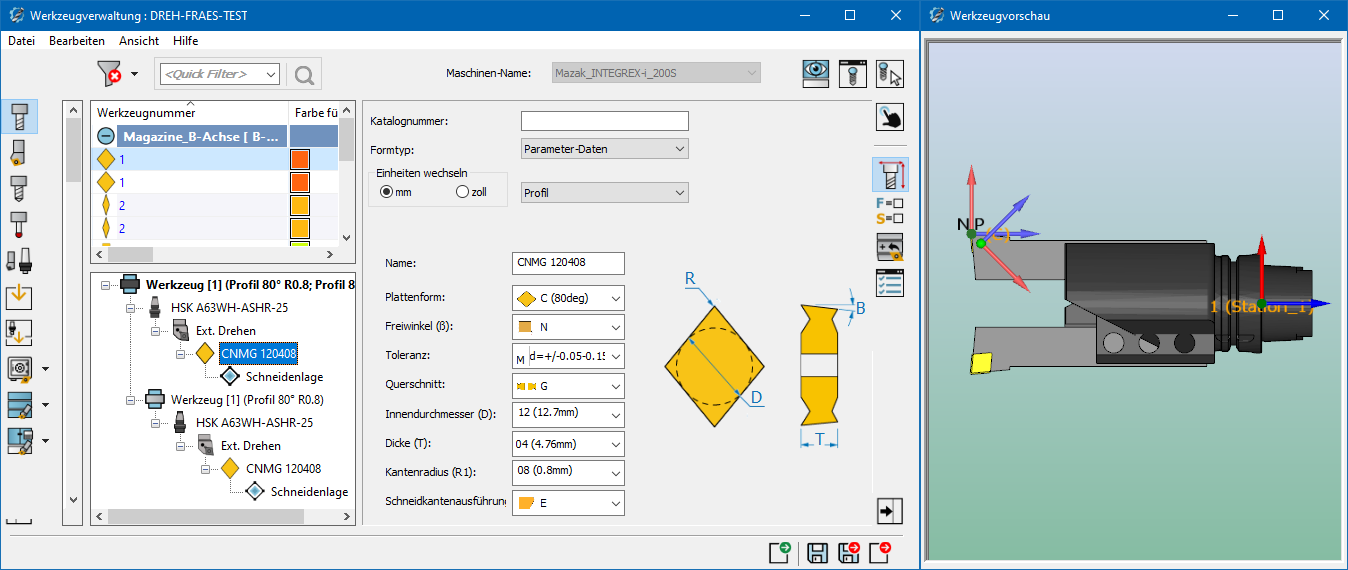 Werkzeugverwaltung : DREH-FRAES-TEST
Werkzeugvorschau
Datei Bearbeiten Ansicht Hilfe
<Quick Filter>
Maschinen-Name:
Mazak_INTEGREX-i_200S
Werkzeugnummer
Farbe fü
Magazine_B-Achse [ B-...
1
1
2
2
Katalognummer:
Formtyp:
Parameter-Daten
Einheiten wechseln
mm
zoll
Profil
F=
S=
Werkzeug [1] (Profil 80° R0.8; Profil 8
HSK A63WH-ASHR-25
Ext. Drehen
CNMG 120408
Schneidenlage
Werkzeug [1] (Profil 80° R0.8)
HSK A63WH-ASHR-25
Ext. Drehen
CNMG 120408
Schneidenlage
Name:
CNMG 120408
Plattenform:
C (80deg)
Freiwinkel (β):
N
Toleranz:
M d=+/-0.05-0.15
Querschnitt:
G
Innendurchmesser (D):
12 (12.7mm)
Dicke (T):
04 (4.76mm)
Kantenradius (R1):
08 (0.8mm)
Schneidkantenausführung
E
R
D
B
T
N P
1 (Station_1)